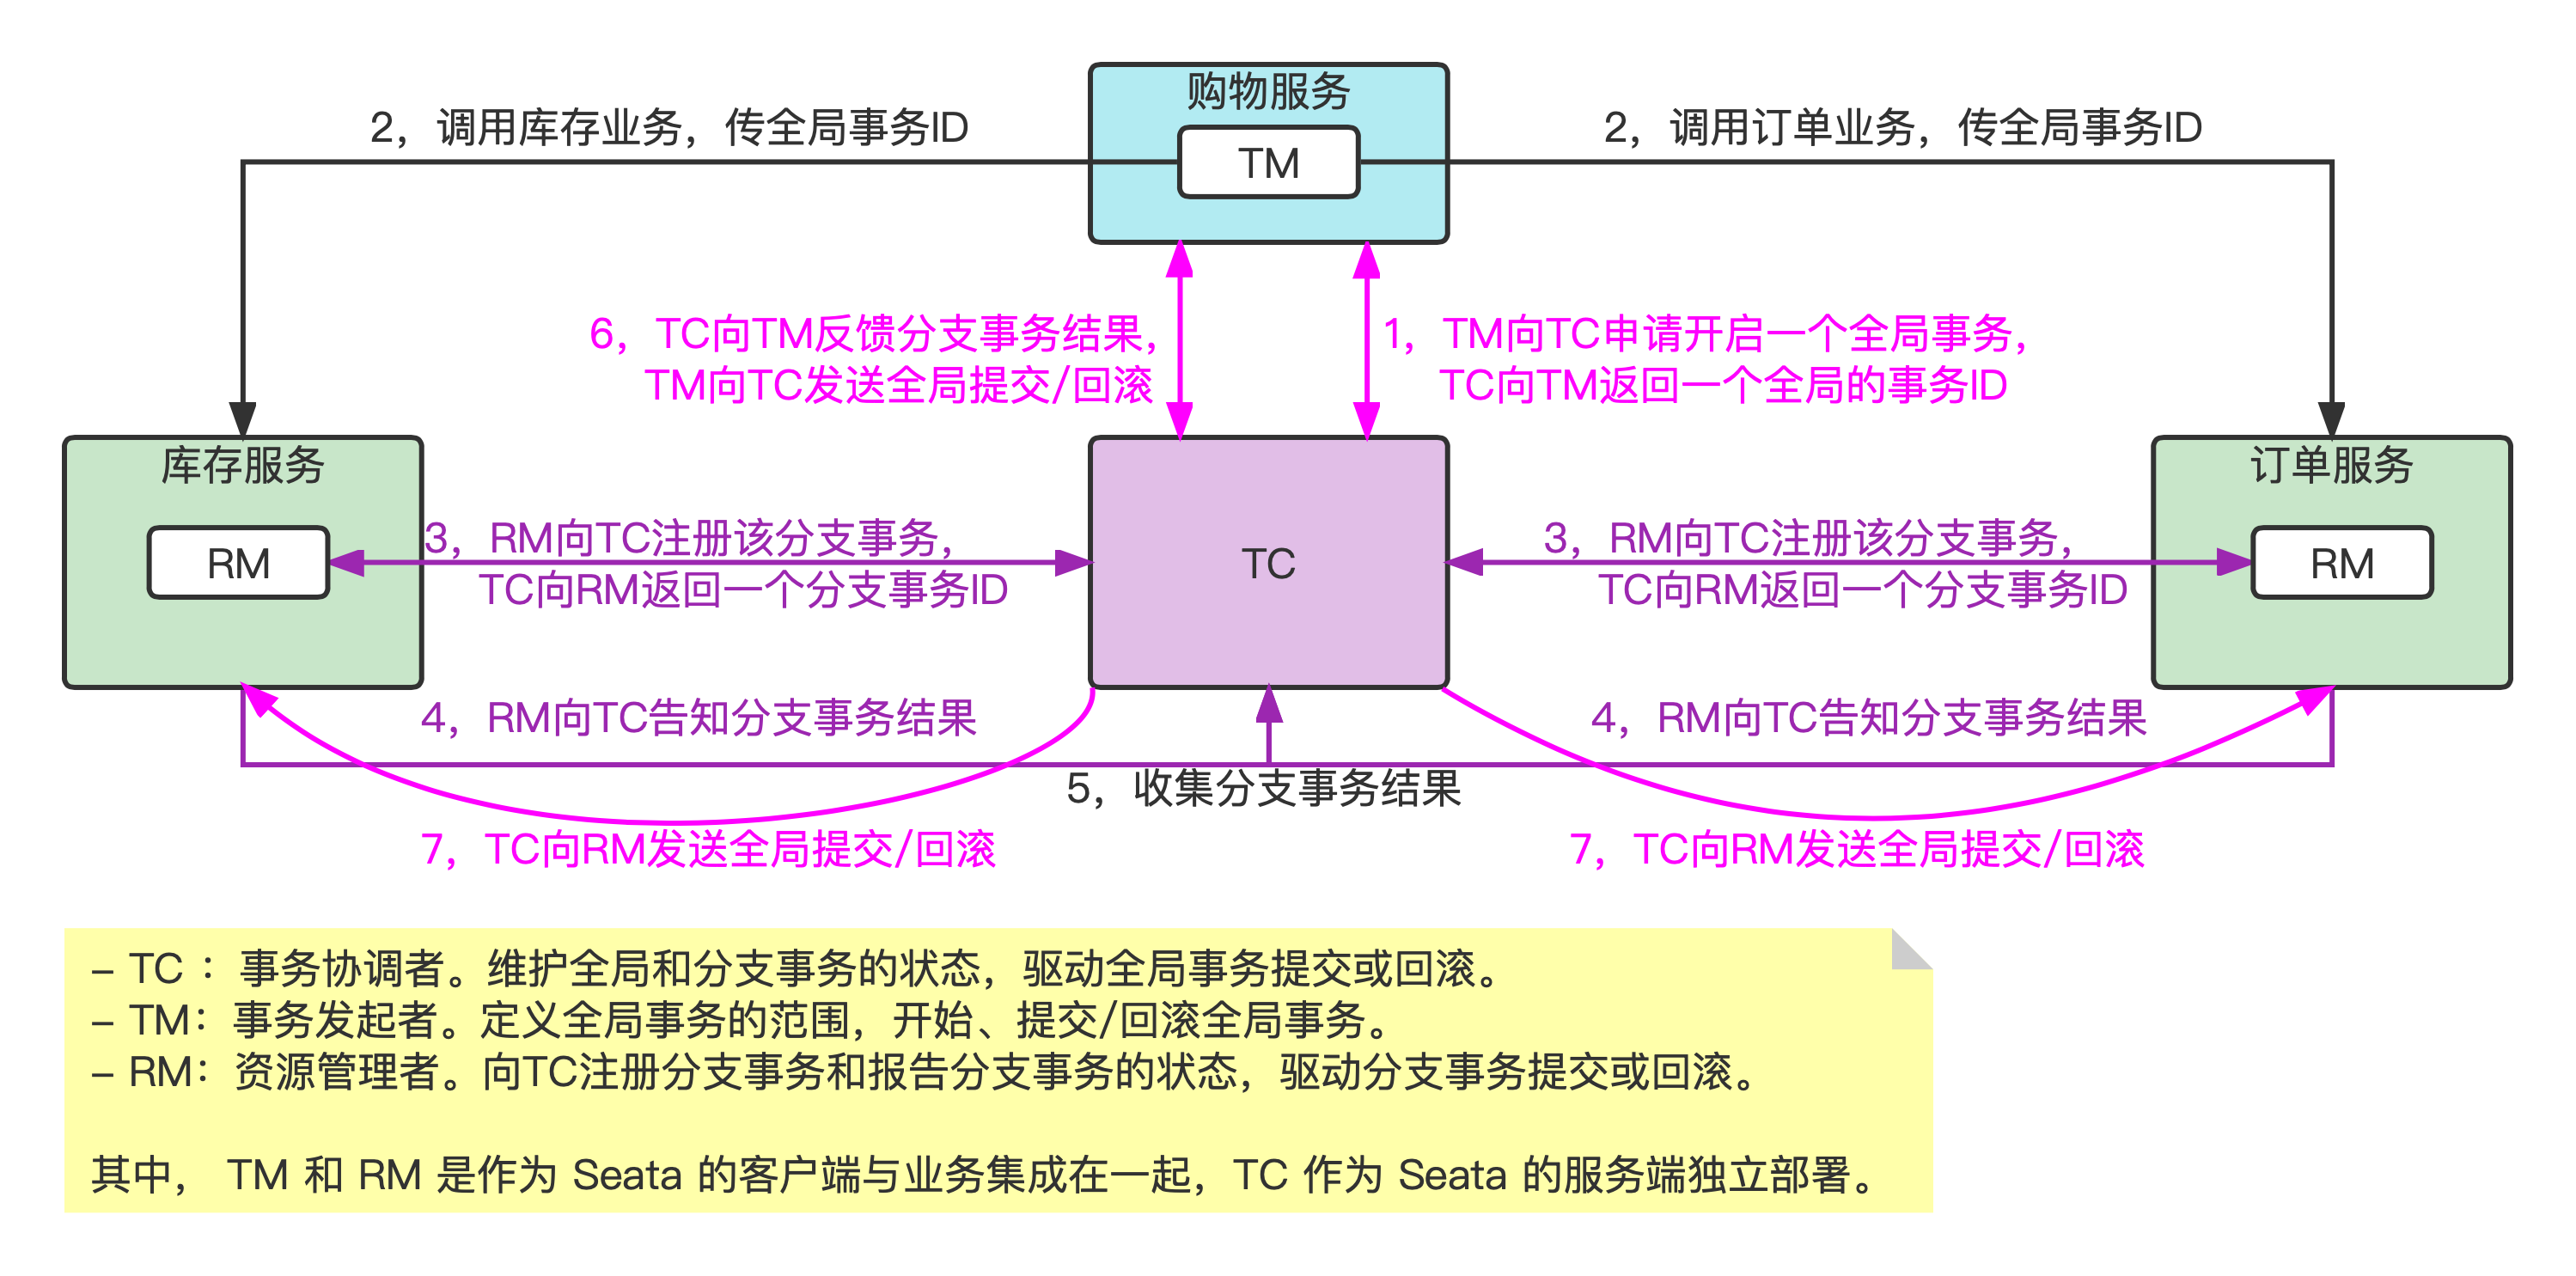 购物服务
TM
2，调用库存业务，传全局事务ID
2，调用订单业务，传全局事务ID
6，TC向TM反馈分支事务结果，
TM向TC发送全局提交/回滚
1，TM向TC申请开启一个全局事务，
TC向TM返回一个全局的事务ID
库存服务
RM
3，RM向TC注册该分支事务，
TC向RM返回一个分支事务ID
TC
3，RM向TC注册该分支事务，
TC向RM返回一个分支事务ID
订单服务
RM
4，RM向TC告知分支事务结果
4，RM向TC告知分支事务结果
5，收集分支事务结果
7，TC向RM发送全局提交/回滚
7，TC向RM发送全局提交/回滚
– TC ：事务协调者。维护全局和分支事务的状态，驱动全局事务提交或回滚。
– TM：事务发起者。定义全局事务的范围，开始、提交/回滚全局事务。
– RM：资源管理者。向TC注册分支事务和报告分支事务的状态，驱动分支事务提交或回滚。
其中， TM 和 RM 是作为 Seata 的客户端与业务集成在一起，TC 作为 Seata 的服务端独立部署。